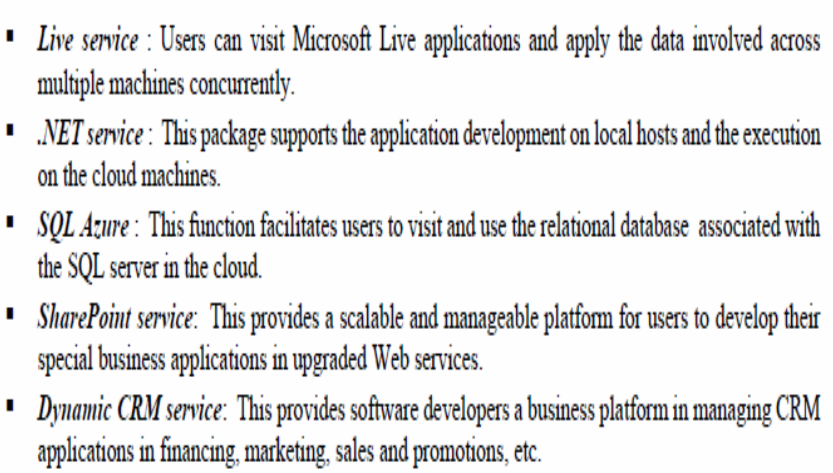 ▪ Live service : Users can visit Microsoft Live applications and apply the data involved across
multiple machines concurrently.
▪ .NET service : This package supports the application development on local hosts and the execution
on the cloud machines.
▪ SQL Azure : This function facilitates users to visit and use the relational database associated with
the SQL server in the cloud.
▪ SharePoint service: This provides a scalable and manageable platform for users to develop their
special business applications in upgraded Web services.
▪ Dynamic CRM service: This provides software developers a business platform in managing CRM
applications in financing, marketing, sales and promotions, etc.